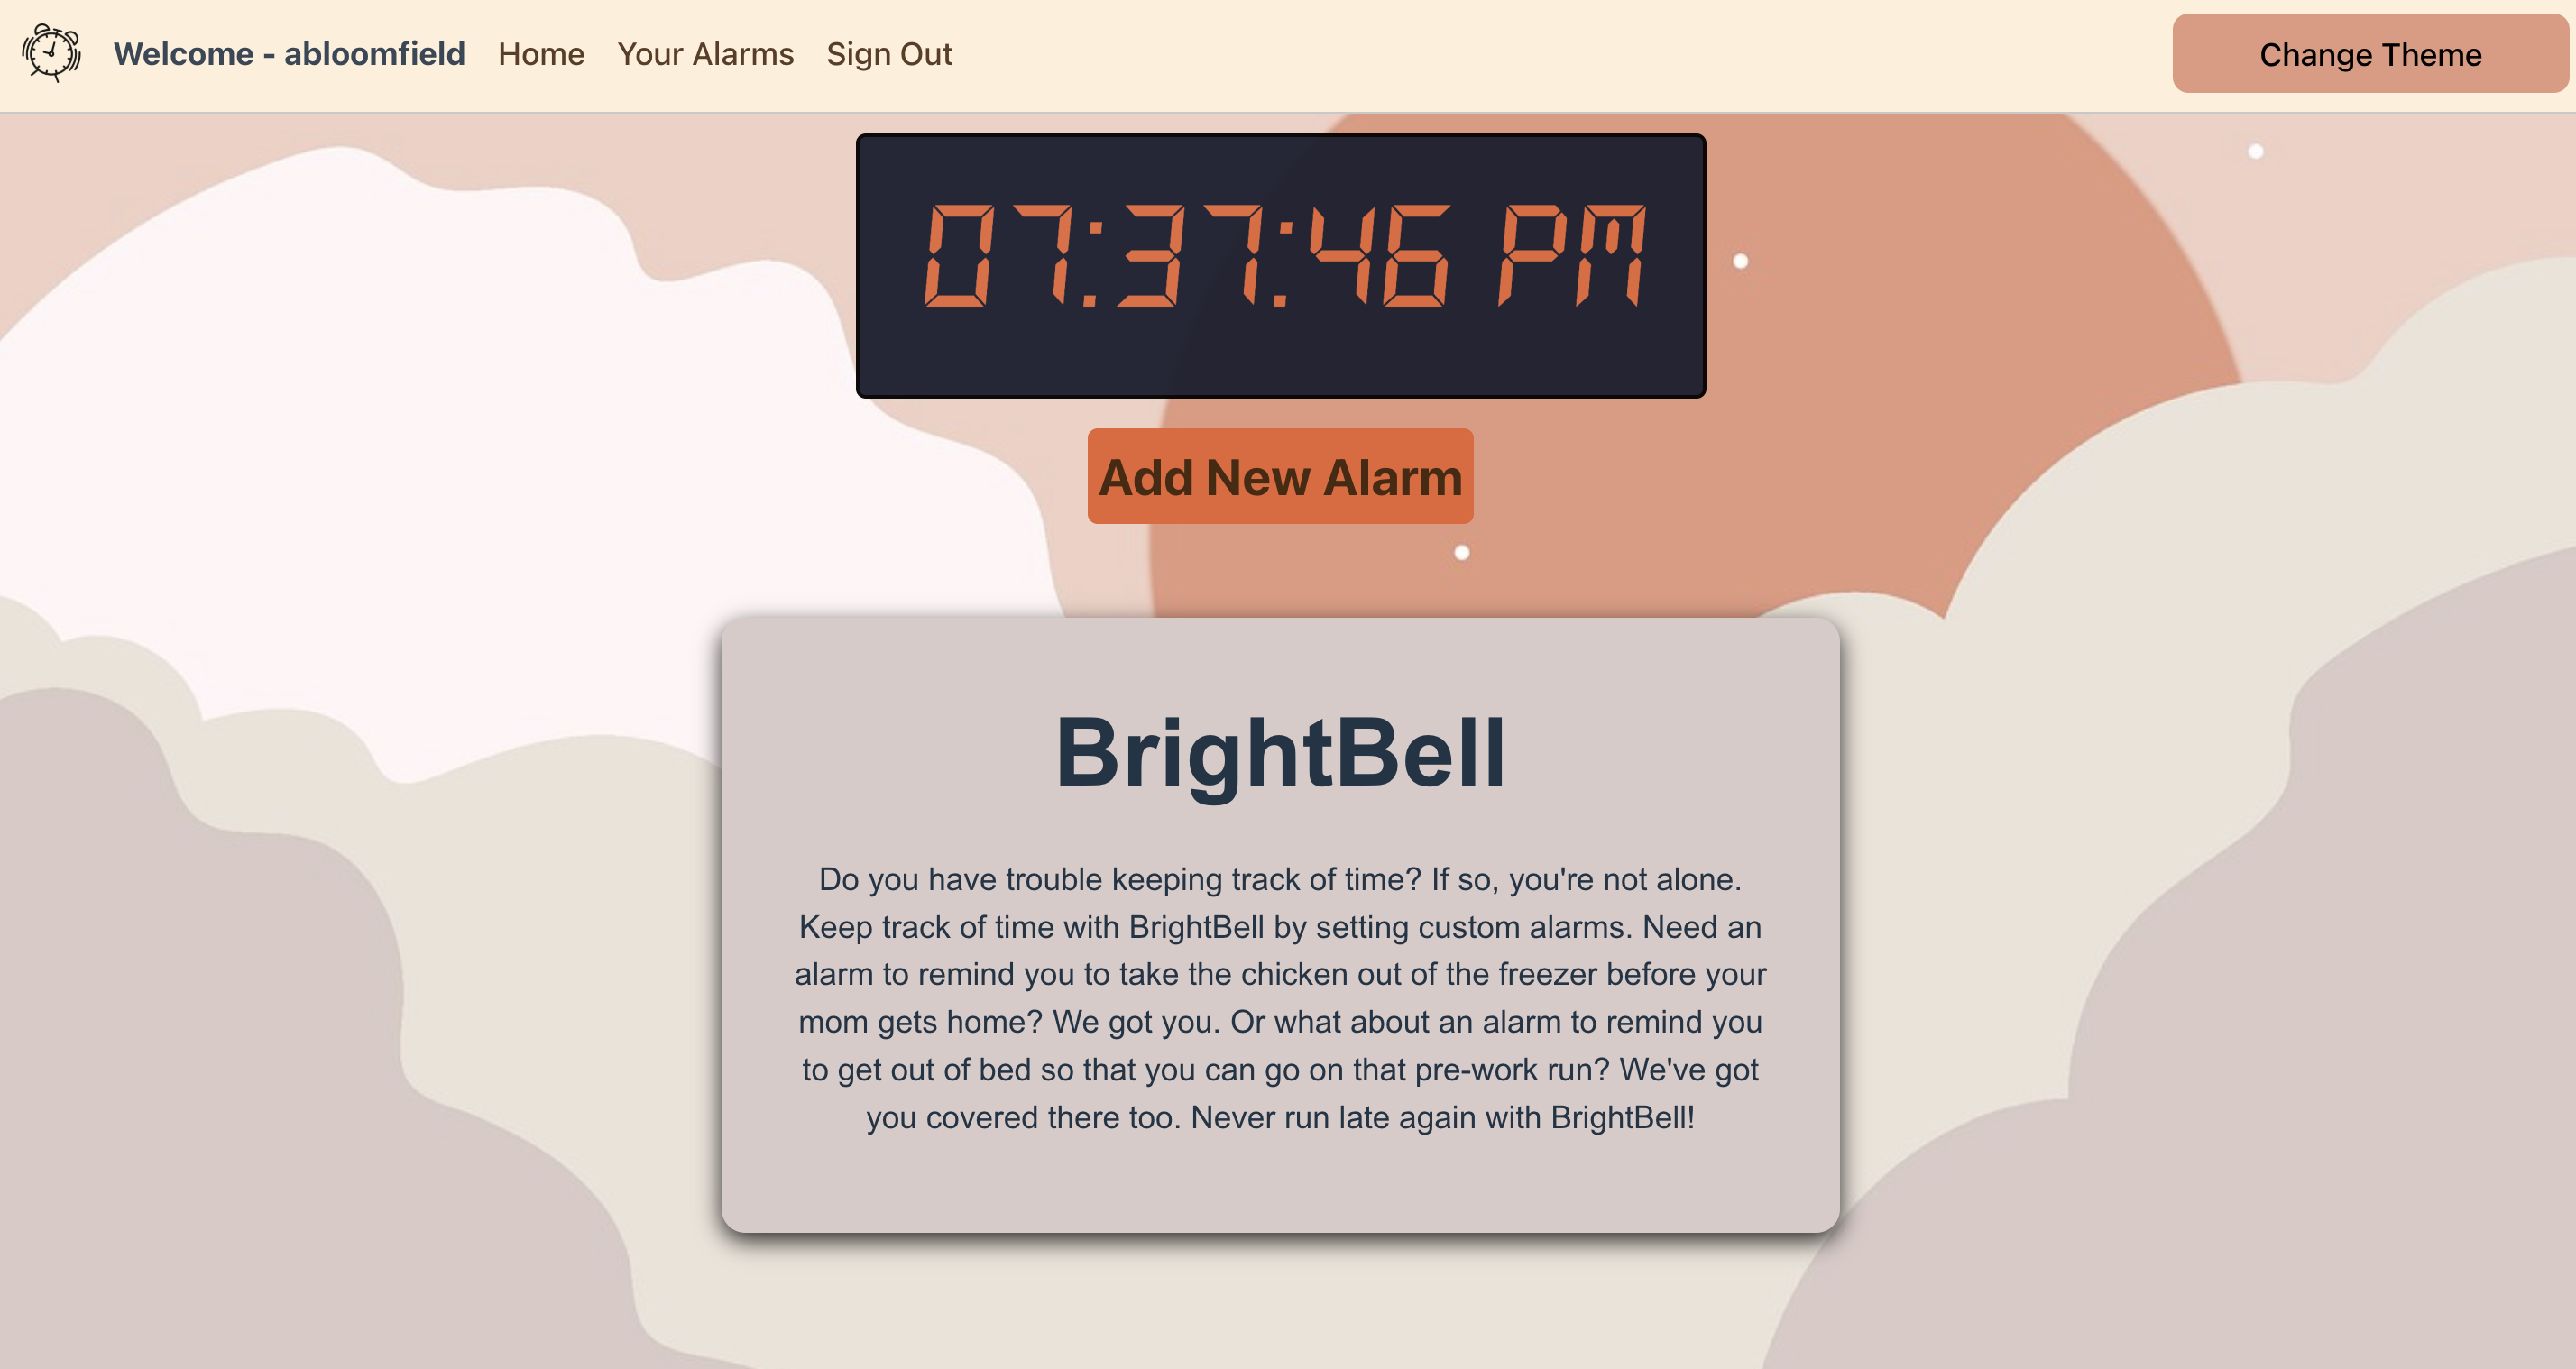 Welcome - abloomfield Home Your Alarms Sign Out Change Theme
07:37:46 PM
Add New Alarm
BrightBell
Do you have trouble keeping track of time? If so, you're not alone.
Keep track of time with BrightBell by setting custom alarms. Need an
alarm to remind you to take the chicken out of the freezer before your
mom gets home? We got you. Or what about an alarm to remind you
to get out of bed so that you can go on that pre-work run? We've got
you covered there too. Never run late again with BrightBell!